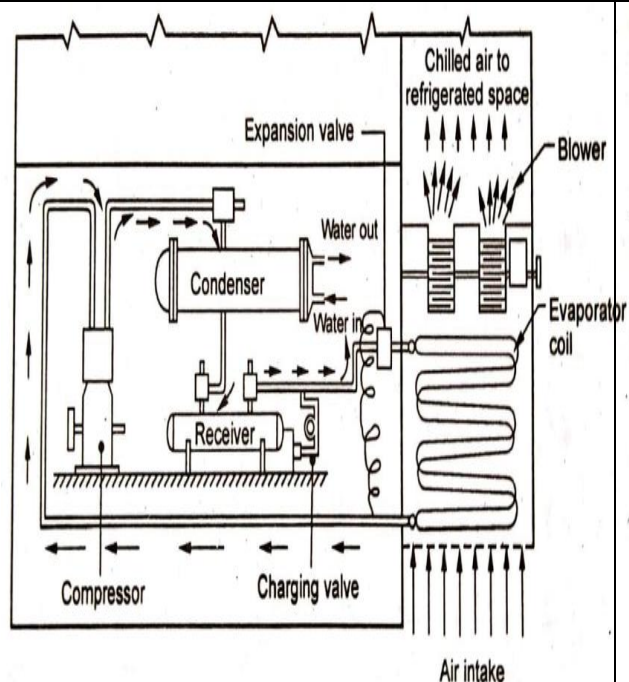 Chilled air to
refrigerated space
Expansion valve
Blower
Water out
Condenser
Evaporator
coil
Water in
Receiver
Compressor
Charging valve
Air intake